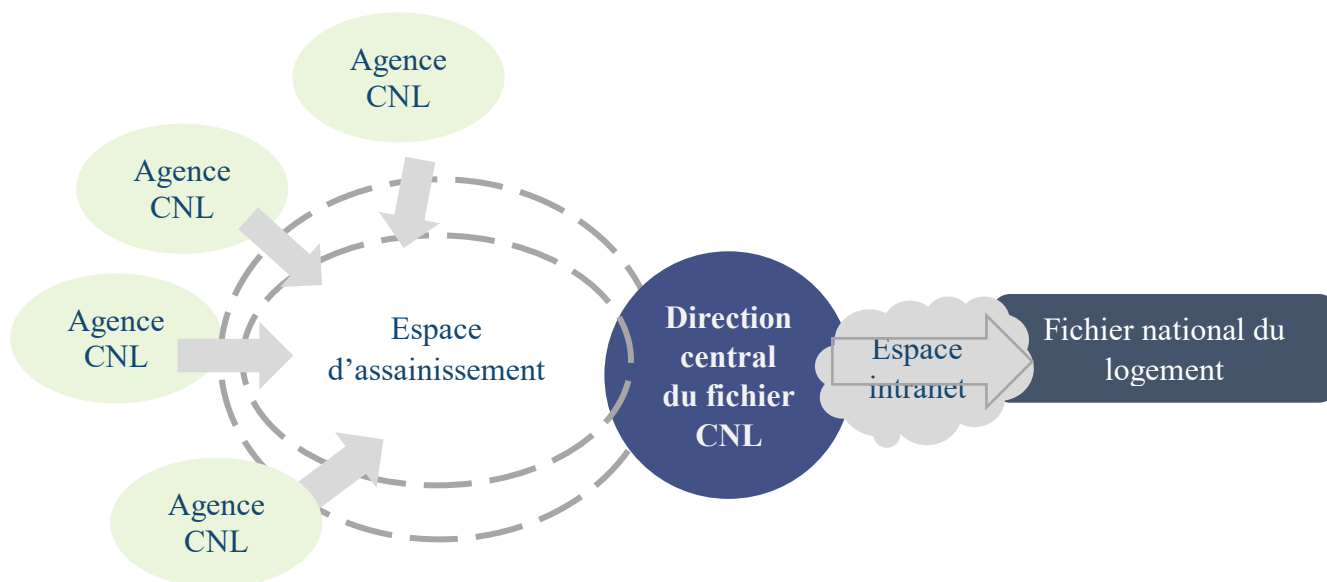 Agence
CNL
Agence
CNL
Agence
CNL
Agence
CNL
Espace
d’assainissement
Direction
central
du fichier
CNL
Espace
intranet
Fichier national du
logement